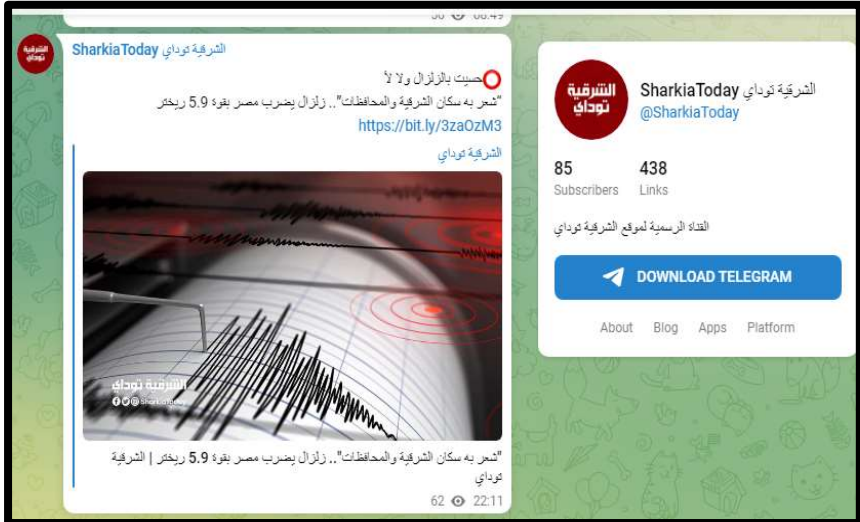 08:49
الشرقية توداي SharkiaToday
حسيت بالزلزال ولا لأ
"شعر به سكان الشرقية والمحافظات".. زلزال يضرب مصر بقوة 5.9 ريختر
https://bit.ly/3zaOzM3
الشرقية توداي
الشرقية توداي
SharkiaToday
"شعر به سكان الشرقية والمحافظات".. زلزال يضرب مصر بقوة 5.9 ريختر | الشرقية
توداي
62 22:11
الشرقية توداي
الشرقية توداي SharkiaToday
@SharkiaToday
85 438
Subscribers Links
القناة الرسمية لموقع الشرقية توداي
DOWNLOAD TELEGRAM
About Blog Apps Platform